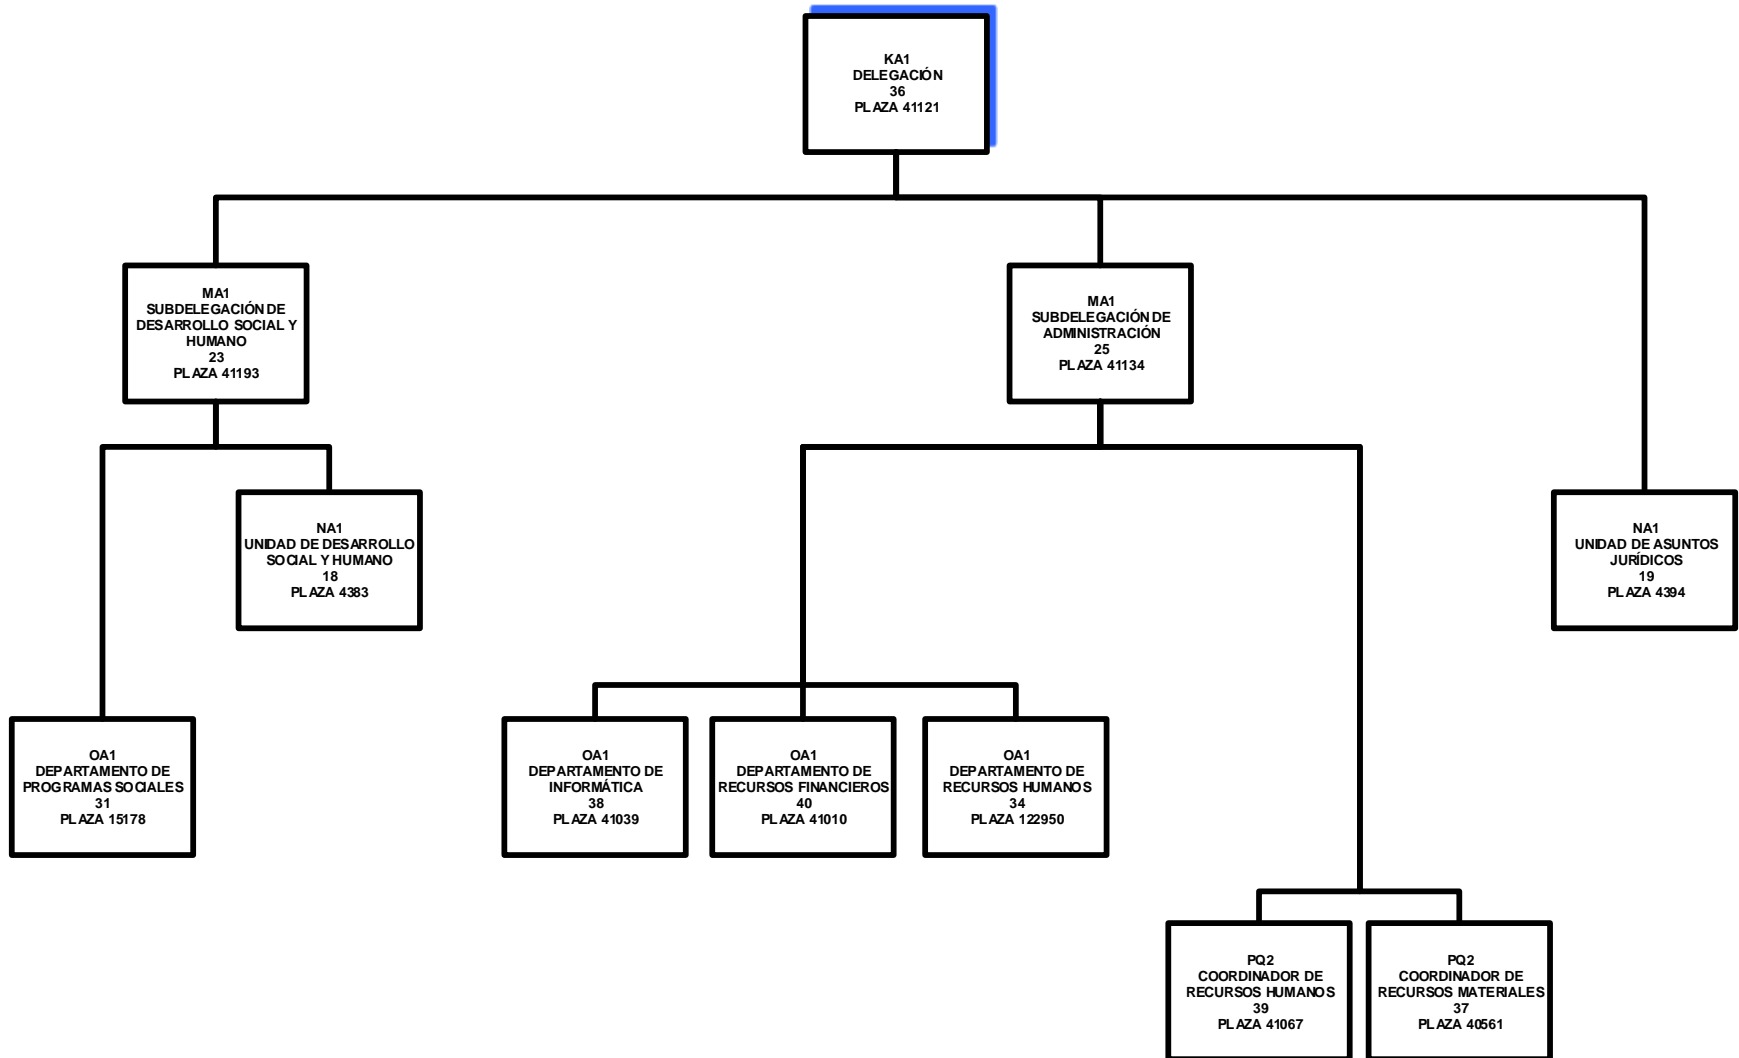 KA1
DELEGACIÓN
36
PLAZA 41121
MA1
SUBDELEGACIÓN DE
DESARROLLO SOCIAL Y
HUMANO
23
PLAZA 41193
MA1
SUBDELEGACIÓN DE
ADMINISTRACIÓN
25
PLAZA 41134
NA1
UNIDAD DE DESARROLLO
SOCIAL Y HUMANO
18
PLAZA 4383
NA1
UNIDAD DE ASUNTOS
JURÍDICOS
19
PLAZA 4394
OA1
DEPARTAMENTO DE
PROGRAMAS SOCIALES
31
PLAZA 15178
OA1
DEPARTAMENTO DE
INFORMÁTICA
38
PLAZA 41039
OA1
DEPARTAMENTO DE
RECURSOS FINANCIEROS
40
PLAZA 41010
OA1
DEPARTAMENTO DE
RECURSOS HUMANOS
34
PLAZA 122950
PQ2
COORDINADOR DE
RECURSOS HUMANOS
39
PLAZA 41067
PQ2
COORDINADOR DE
RECURSOS MATERIALES
37
PLAZA 40561